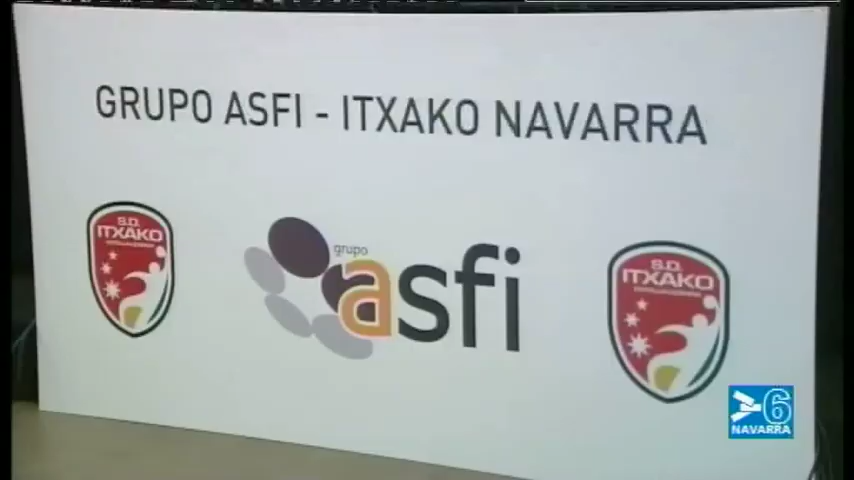 GRUPO ASFI - ITXAKO NAVARRA
S.D.
ITXAKO
grupo
asfi
S.D.
ITXAKO
6
NAVARRA